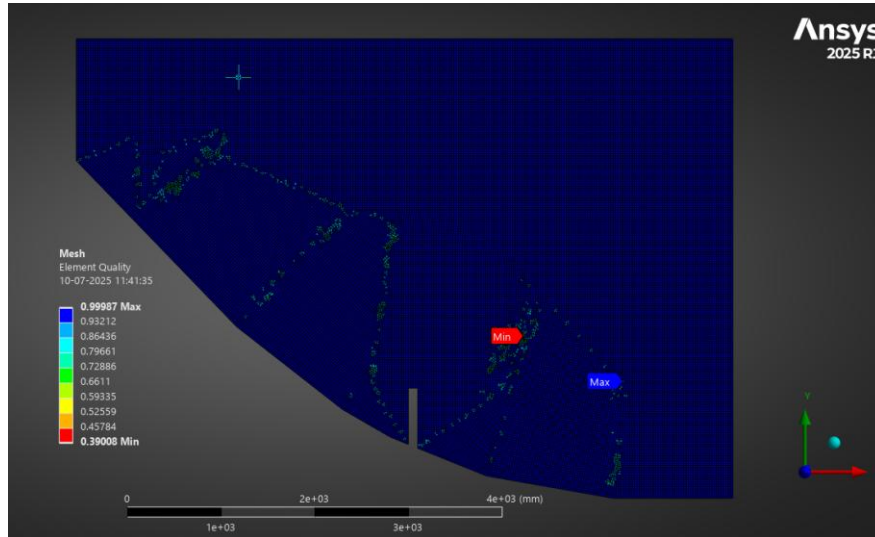 Ansys
2025 R
Mesh
Element Quality
10-07-2025 11:41:35
0.99987 Max
0.93212
0.86436
0.79661
0.72886
0.6611
0.59335
0.52559
0.45784
0.39008 Min
Min
Max
Y
0
2e+03
4e+03 (mm)
1e+03
3e+03